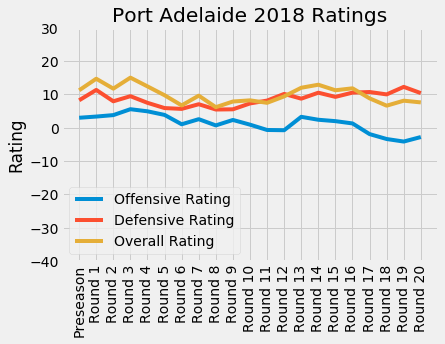 Port Adelaide 2018 Ratings
Rating
30
20
10
0
−10
−20
−30
−40
Offensive Rating
Defensive Rating
Overall Rating
Preseason
Round 1
Round 2
Round 3
Round 4
Round 5
Round 6
Round 7
Round 8
Round 9
Round 10
Round 11
Round 12
Round 13
Round 14
Round 15
Round 16
Round 17
Round 18
Round 19
Round 20